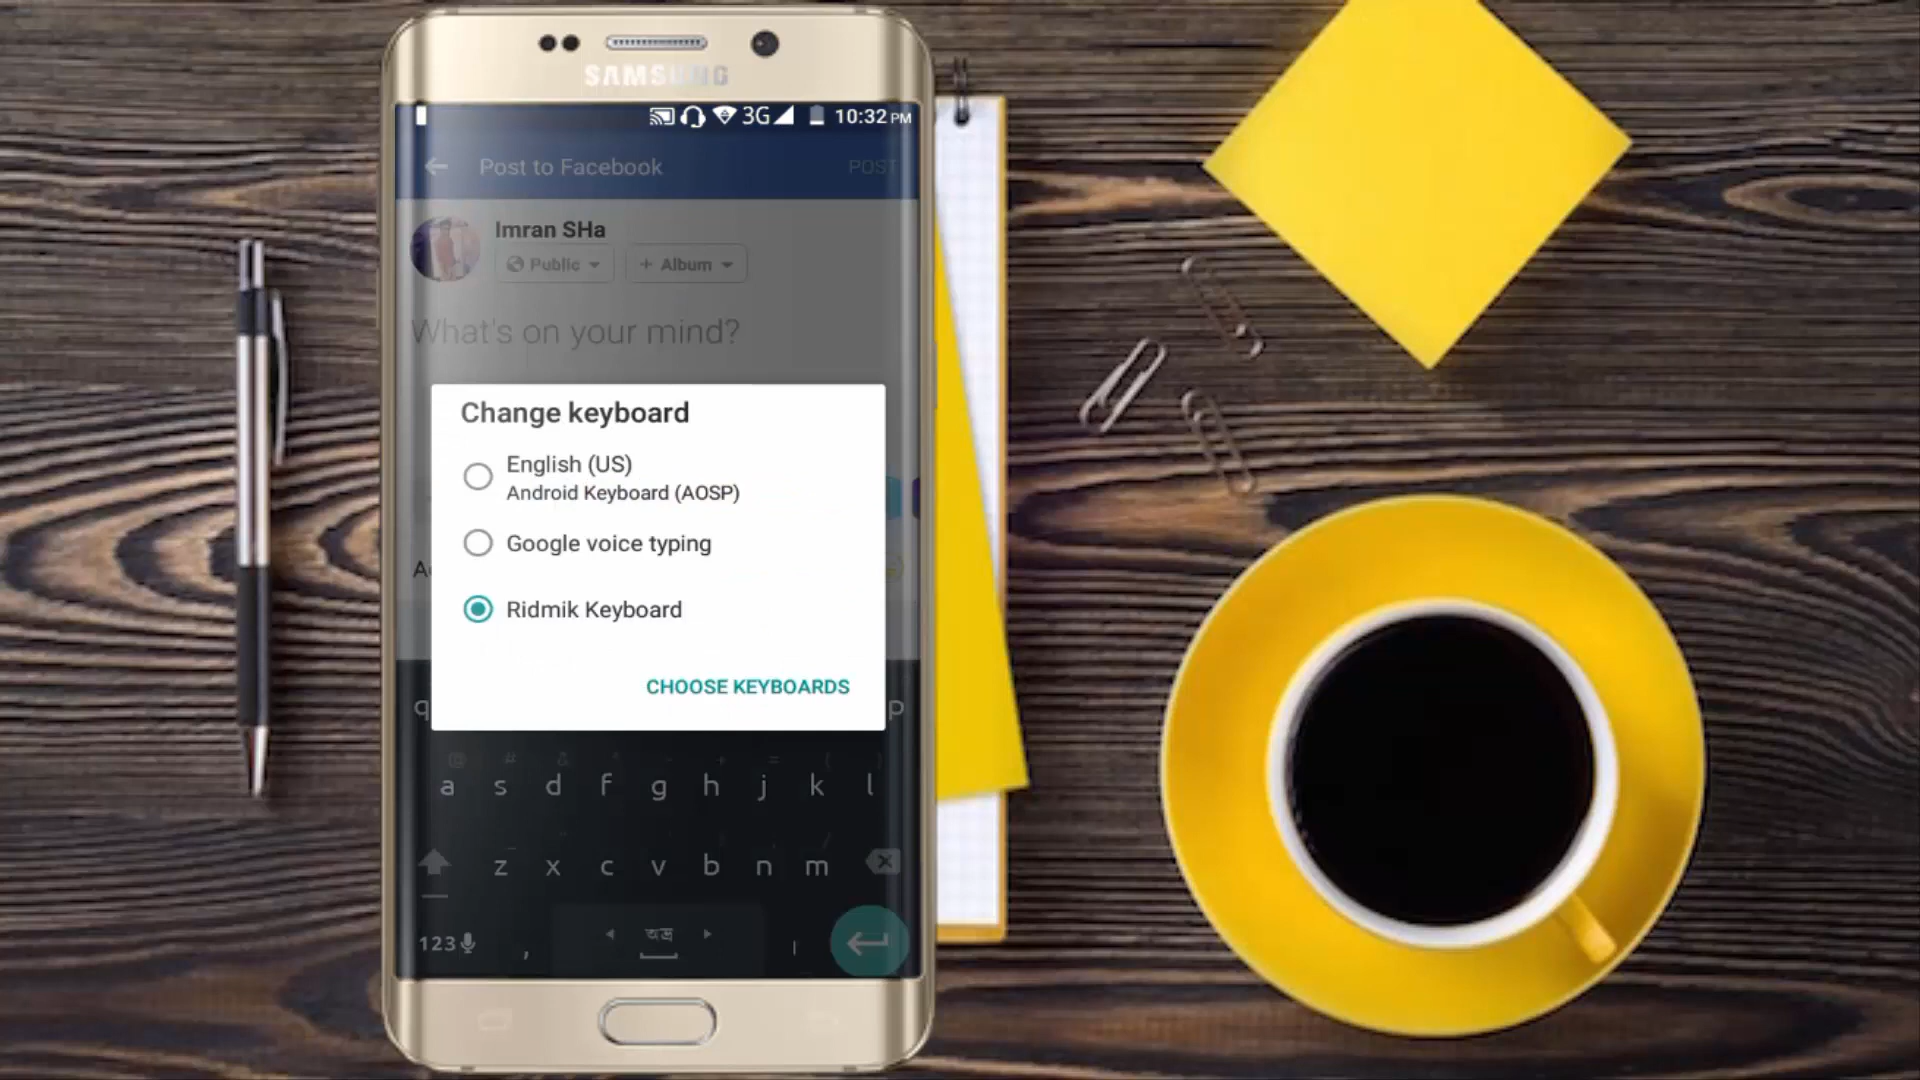 SAMSUNG
3G 10:32 PM
Post to Facebook POST
Imran SHa
Public + Album
What's on your mind?
Change keyboard
English (US)
Android Keyboard (AOSP)
Google voice typing
Ridmik Keyboard
CHOOSE KEYBOARDS
q p
@ # & * - + = ( )
a s d f g h j k l
z x c v b n m
123 , অভ্র ।